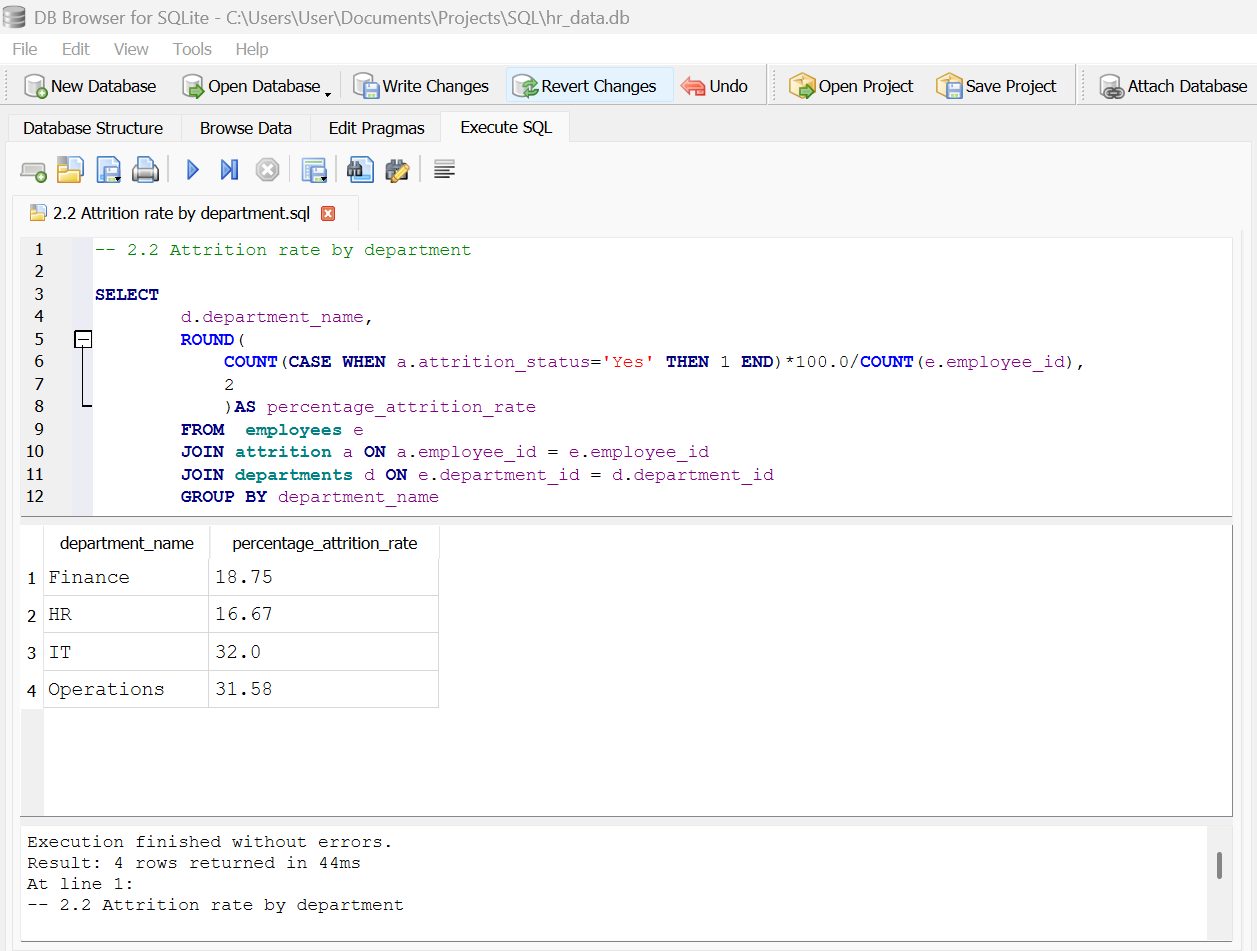 DB Browser for SQLite - C:\Users\User\Documents\Projects\SQL\hr_data.db
File Edit View Tools Help
New Database Open Database Write Changes Revert Changes Undo Open Project Save Project Attach Database
Database Structure Browse Data Edit Pragmas Execute SQL
2.2 Attrition rate by department.sql
1 -- 2.2 Attrition rate by department
2
3 SELECT
4 d.department_name,
5 ROUND(
6 COUNT(CASE WHEN a.attrition_status='Yes' THEN 1 END)*100.0/COUNT(e.employee_id),
7 2
8 )AS percentage_attrition_rate
9 FROM employees e
10 JOIN attrition a ON a.employee_id = e.employee_id
11 JOIN departments d ON e.department_id = d.department_id
12 GROUP BY department_name
department_name percentage_attrition_rate
1 Finance 18.75
2 HR 16.67
3 IT 32.0
4 Operations 31.58
Execution finished without errors.
Result: 4 rows returned in 44ms
At line 1:
-- 2.2 Attrition rate by department